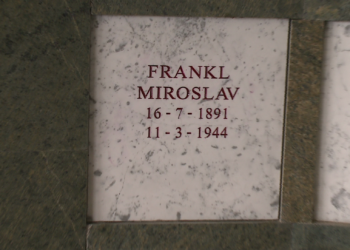 FRANKL
MIROSLAV
16 - 7 - 1891
11 - 3 - 1944